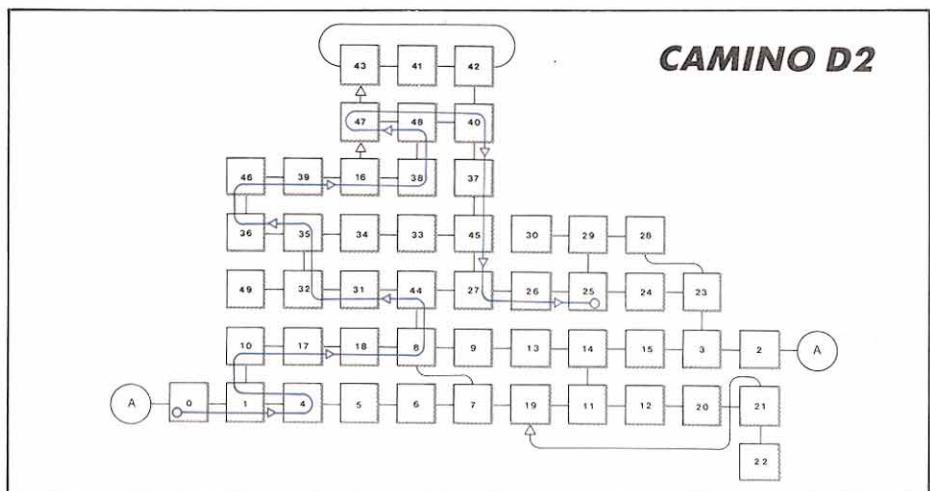 CAMINO D2
43 41 42
47 48 40
46 39 16 38 37
36 35 34 33 45 30 29 28
49 32 31 44 27 26 25 24 23
10 17 18 8 9 13 14 15 3 2 A
A 0 1 4 5 6 7 19 11 12 20 21
22